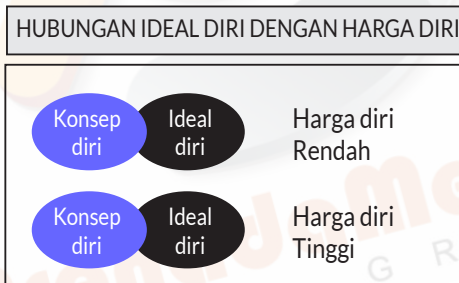 HUBUNGAN IDEAL DIRI DENGAN HARGA DIRI
Konsep
diri
Ideal
diri
Harga diri
Rendah
Konsep
diri
Ideal
diri
Harga diri
Tinggi
G R